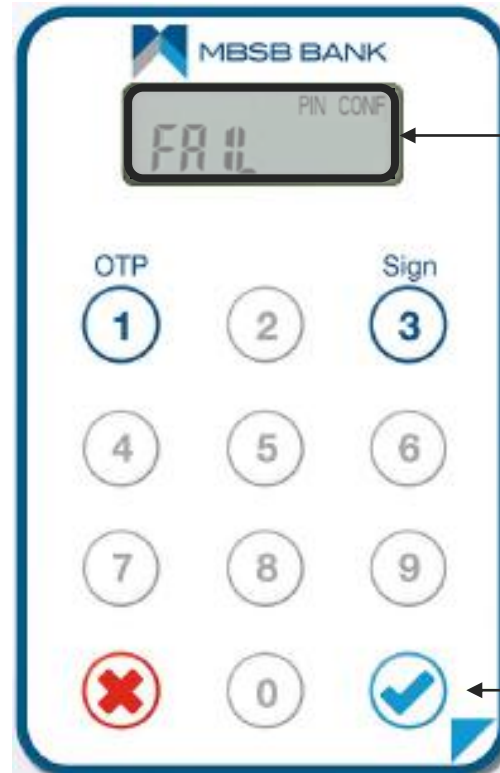 MBSB BANK
PIN CONF
FAIL
OTP Sign
1 2 3
4 5 6
7 8 9
0